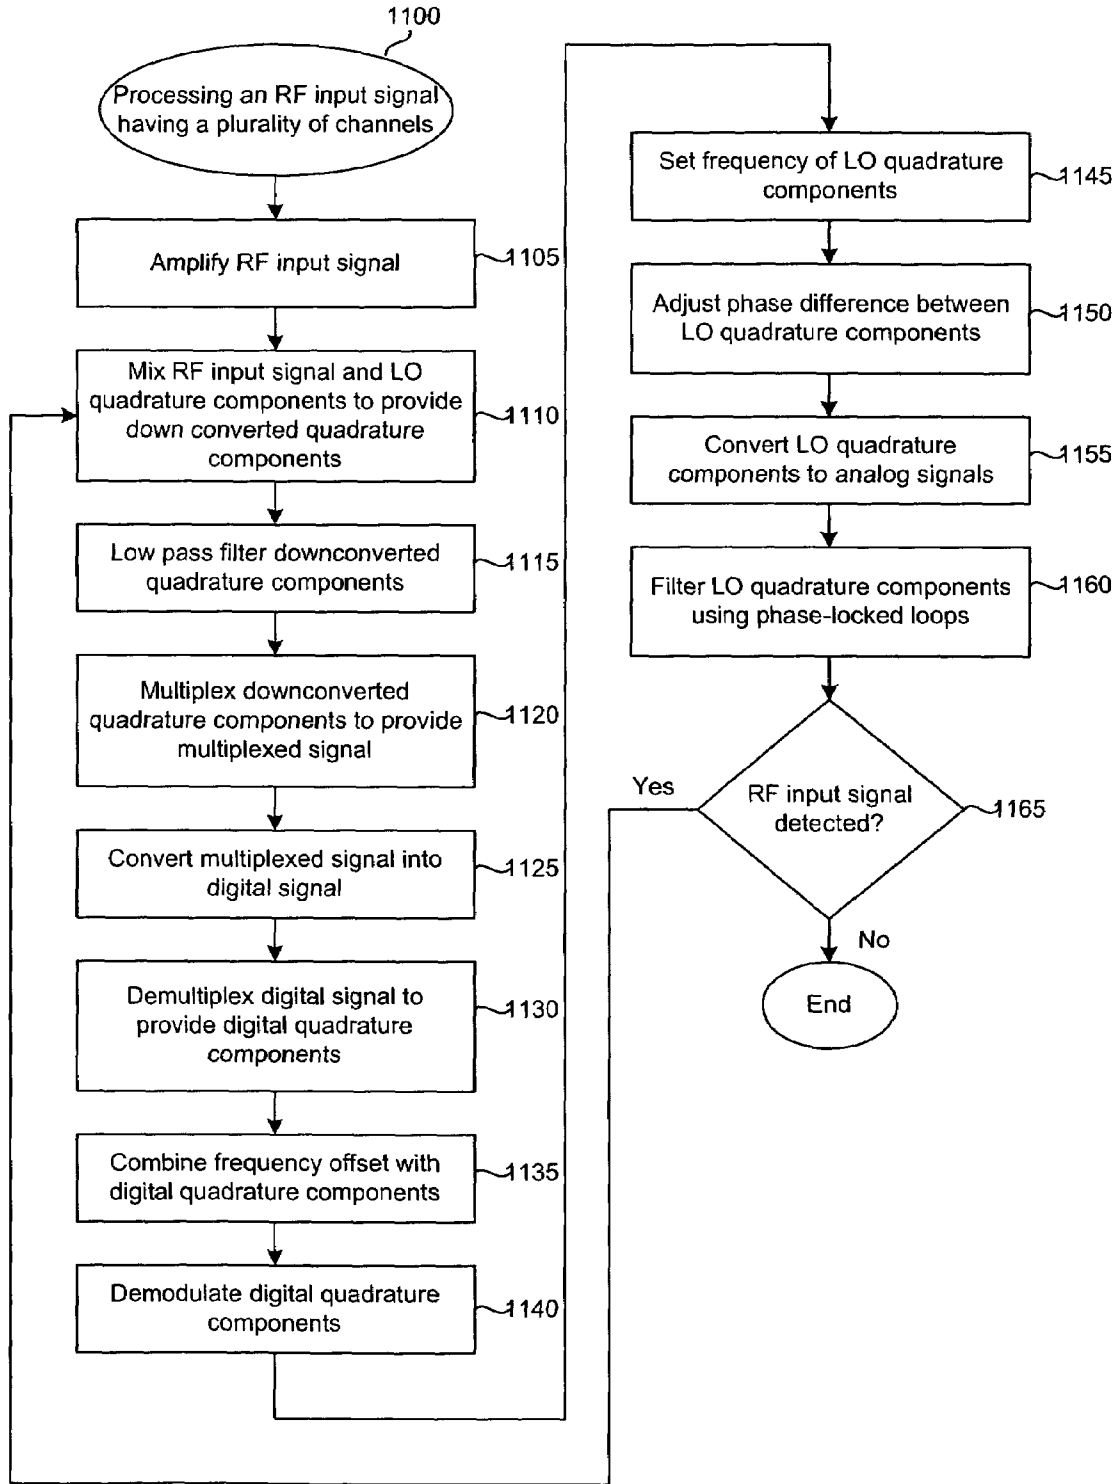 1100
Processing an RF input signal
having a plurality of channels
Amplify RF input signal
1105
Mix RF input signal and LO
quadrature components to provide
down converted quadrature
components
1110
Low pass filter downconverted
quadrature components
1115
Multiplex downconverted
quadrature components to provide
multiplexed signal
1120
Convert multiplexed signal into
digital signal
1125
Demultiplex digital signal to
provide digital quadrature
components
1130
Combine frequency offset with
digital quadrature components
1135
Demodulate digital quadrature
components
1140
Set frequency of LO quadrature
components
1145
Adjust phase difference between
LO quadrature components
1150
Convert LO quadrature
components to analog signals
1155
Filter LO quadrature components
using phase-locked loops
1160
RF input signal
detected?
1165
Yes
No
End